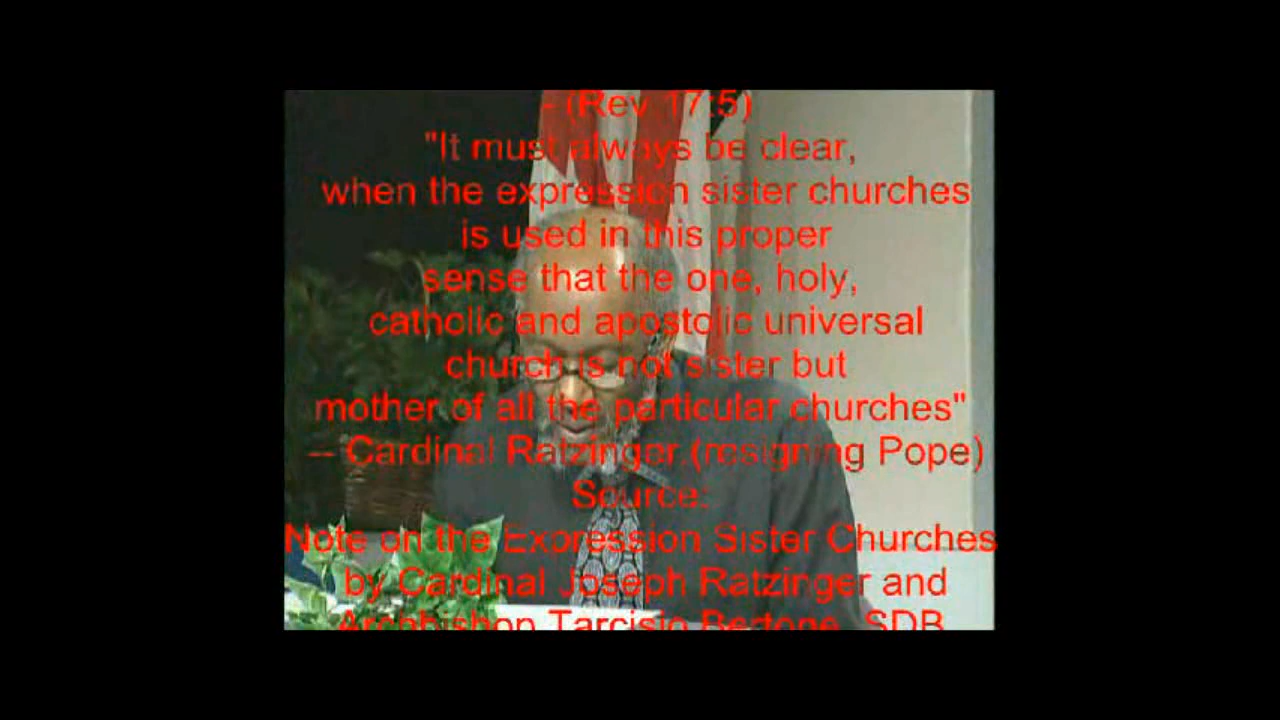 - (Rev 17:5)
"It must always be clear,
when the expression sister churches
is used in this proper
sense that the one, holy,
catholic and apostolic universal
church is not sister but
mother of all the particular churches"
-- Cardinal Ratzinger,(resigning Pope)
Source:
Note on the Expression Sister Churches
by Cardinal Joseph Ratzinger and
Archbishop Tarcisio Bertone, SDB